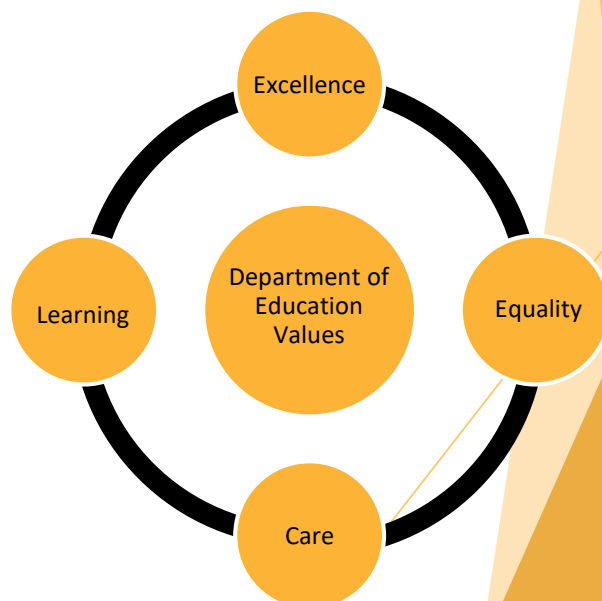 Excellence
Department of
Education
Values
Learning
Equality
Care